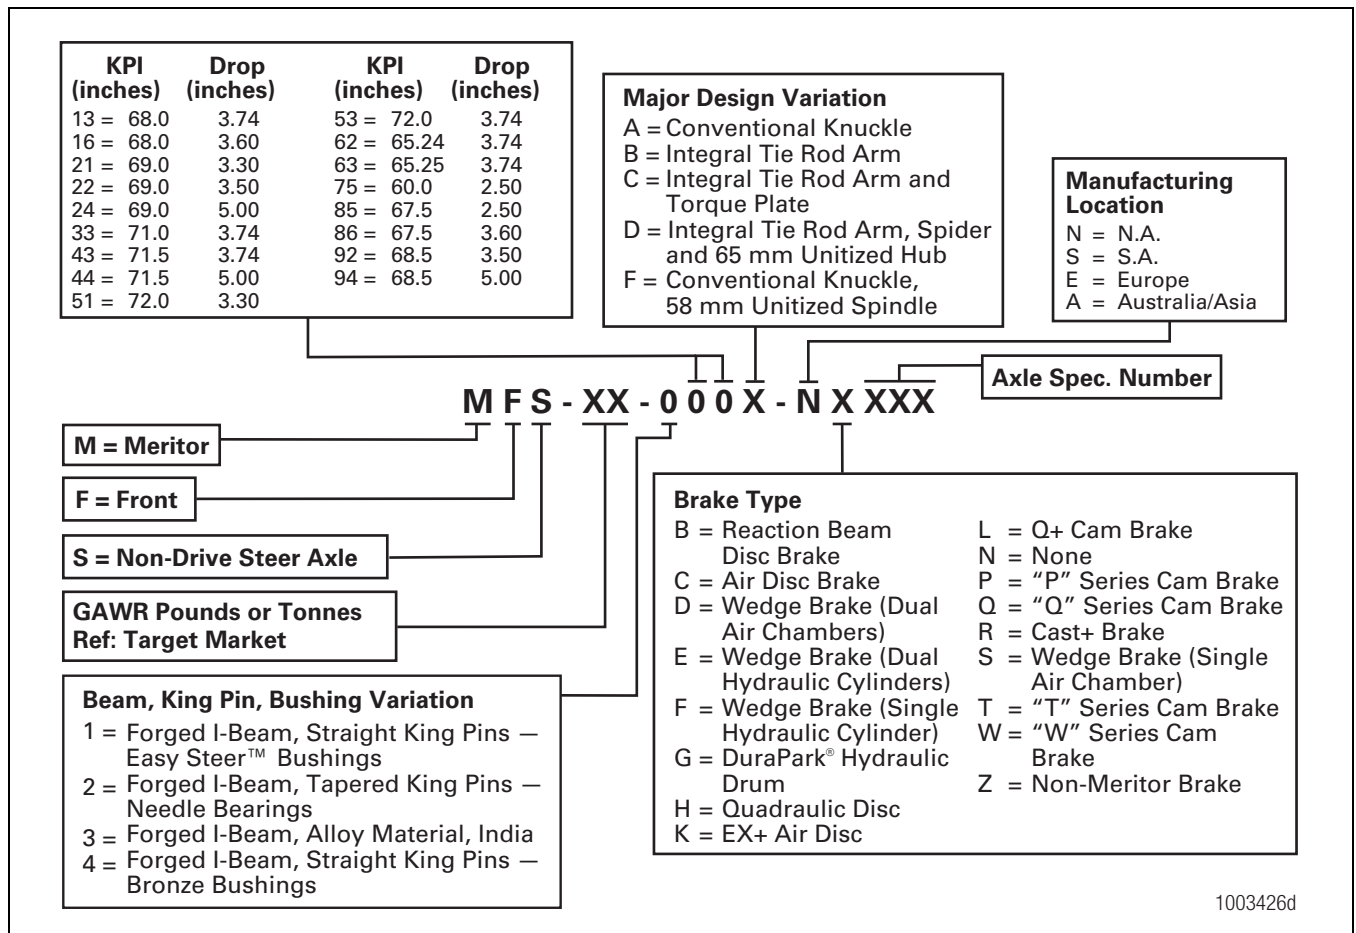 KPI Drop KPI Drop
(inches) (inches) (inches) (inches)
13 = 68.0 3.74 53 = 72.0 3.74
16 = 68.0 3.60 62 = 65.24 3.74
21 = 69.0 3.30 63 = 65.25 3.74
22 = 69.0 3.50 75 = 60.0 2.50
24 = 69.0 5.00 85 = 67.5 2.50
33 = 71.0 3.74 86 = 67.5 3.60
43 = 71.5 3.74 92 = 68.5 3.50
44 = 71.5 5.00 94 = 68.5 5.00
51 = 72.0 3.30
Major Design Variation
A = Conventional Knuckle
B = Integral Tie Rod Arm
C = Integral Tie Rod Arm and
Torque Plate
D = Integral Tie Rod Arm, Spider
and 65 mm Unitized Hub
F = Conventional Knuckle,
58 mm Unitized Spindle
Manufacturing
Location
N = N.A.
S = S.A.
E = Europe
A = Australia/Asia
Axle Spec. Number
M F S - XX - 0 0 0 X - N X XXX
M = Meritor
F = Front
S = Non-Drive Steer Axle
GAWR Pounds or Tonnes
Ref: Target Market
Beam, King Pin, Bushing Variation
1 = Forged I-Beam, Straight King Pins —
Easy Steer™ Bushings
2 = Forged I-Beam, Tapered King Pins —
Needle Bearings
3 = Forged I-Beam, Alloy Material, India
4 = Forged I-Beam, Straight King Pins —
Bronze Bushings
Brake Type
B = Reaction Beam
Disc Brake
C = Air Disc Brake
D = Wedge Brake (Dual
Air Chambers)
E = Wedge Brake (Dual
Hydraulic Cylinders)
F = Wedge Brake (Single
Hydraulic Cylinder)
G = DuraPark® Hydraulic
Drum
H = Quadraulic Disc
K = EX+ Air Disc
L = Q+ Cam Brake
N = None
P = “P” Series Cam Brake
Q = “Q” Series Cam Brake
R = Cast+ Brake
S = Wedge Brake (Single
Air Chamber)
T = “T” Series Cam Brake
W = “W” Series Cam
Brake
Z = Non-Meritor Brake
1003426d